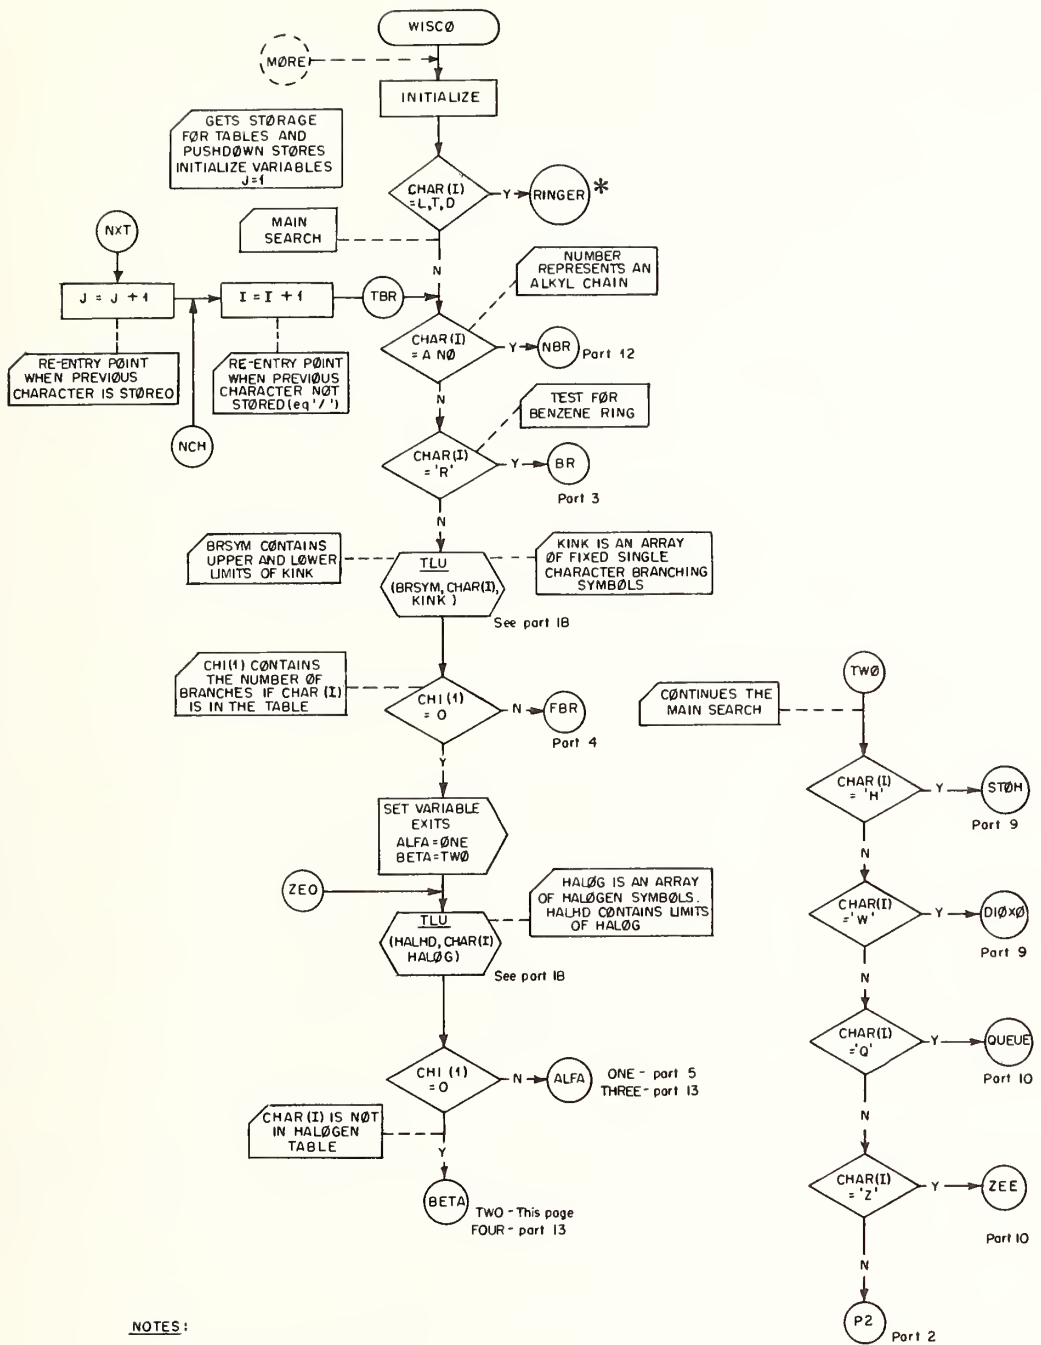 WISCØ
MØRE
INITIALIZE
GETS STØRAGE
FØR TABLES AND
PUSHDØWN STØRES
INITIALIZE VARIABLES
J=1
CHAR(I)
=L,T,D
Y
RINGER
*
MAIN
SEARCH
N
NXT
J = J + 1
I = I + 1
TBR
NUMBER
REPRESENTS AN
ALKYL CHAIN
CHAR(I)
= A NØ
Y
NBR
Part 12
RE-ENTRY PØINT
WHEN PREVIØUS
CHARACTER IS STØRED
RE-ENTRY PØINT
WHEN PREVIØUS
CHARACTER NØT
STØRED(eq'/')
NCH
N
TEST FØR
BENZENE RING
CHAR(I)
= 'R'
Y
BR
Part 3
N
BRSYM CØNTAINS
UPPER AND LØWER
LIMITS OF KINK
TLU
(BRSYM, CHAR(I),
KINK )
KINK IS AN ARRAY
ØF FIXED SINGLE
CHARACTER BRANCHING
SYMBØLS
See part 18
CHI(1) CØNTAINS
THE NUMBER ØF
BRANCHES IF CHAR (I)
IS IN THE TABLE
CHI (1)
= O
N
FBR
Part 4
Y
SET VARIABLE
EXITS
ALFA=ØNE
BETA=TWØ
ZEO
TLU
(HALHD, CHAR(I)
HALØG)
HALØG IS AN ARRAY
OF HALØGEN SYMBØLS.
HALHD CØNTAINS LIMITS
OF HALØG
See part 18
CHI (1)
= O
N
ALFA
ONE - part 5
THREE - part 13
CHAR(I) IS NØT
IN HALØGEN
TABLE
Y
BETA
TWO - This page
FOUR - part 13
TWØ
CØNTINUES THE
MAIN SEARCH
CHAR(I)
= 'H'
Y
STØH
Part 9
N
CHAR(I)
= 'W'
Y
DIØXØ
Part 9
N
CHAR(I)
='Q'
Y
QUEUE
Part 10
N
CHAR(I)
= 'Z'
Y
ZEE
Part 10
N
P2
Part 2
NOTES: